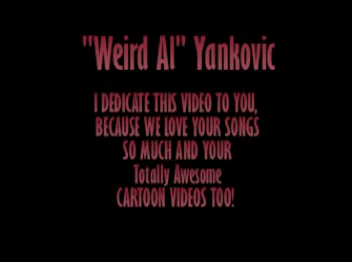 "Weird Al" Yankovic
I DEDICATE THIS VIDEO TO YOU,
BECAUSE WE LOVE YOUR SONGS
SO MUCH AND YOUR
Totally Awesome
CARTOON VIDEOS TOO!